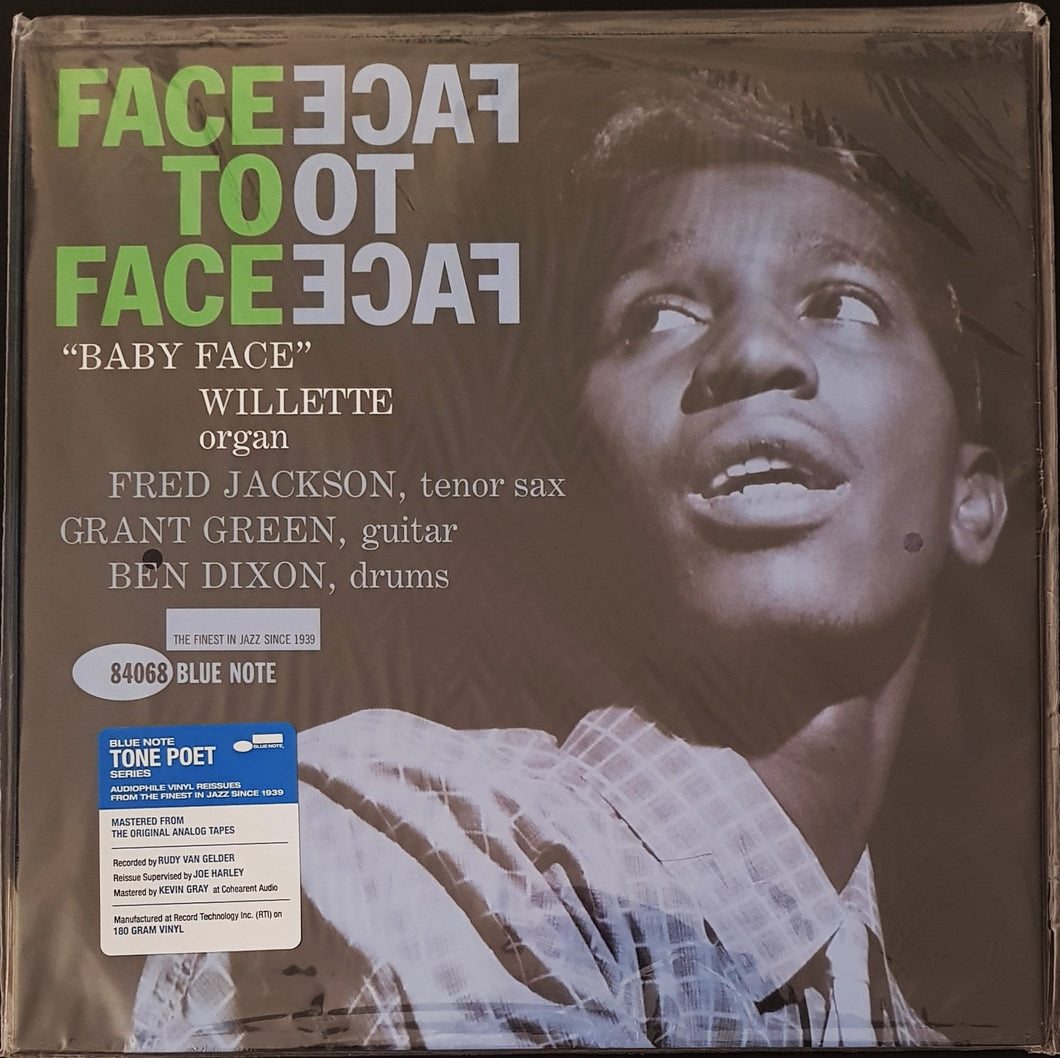 FACE FACE
TO TO
FACE FACE
“BABY FACE”
WILLETTE
organ
FRED JACKSON, tenor sax
GRANT GREEN, guitar
BEN DIXON, drums
THE FINEST IN JAZZ SINCE 1939
84068 BLUE NOTE
BLUE NOTE
TONE POET
SERIES
BLUE NOTE
AUDIOPHILE VINYL REISSUES
FROM THE FINEST IN JAZZ SINCE 1939
MASTERED FROM
THE ORIGINAL ANALOG TAPES
Recorded by RUDY VAN GELDER
Reissue Supervised by JOE HARLEY
Mastered by KEVIN GRAY at Cohearent Audio
Manufactured at Record Technology Inc. (RTI) on
180 GRAM VINYL